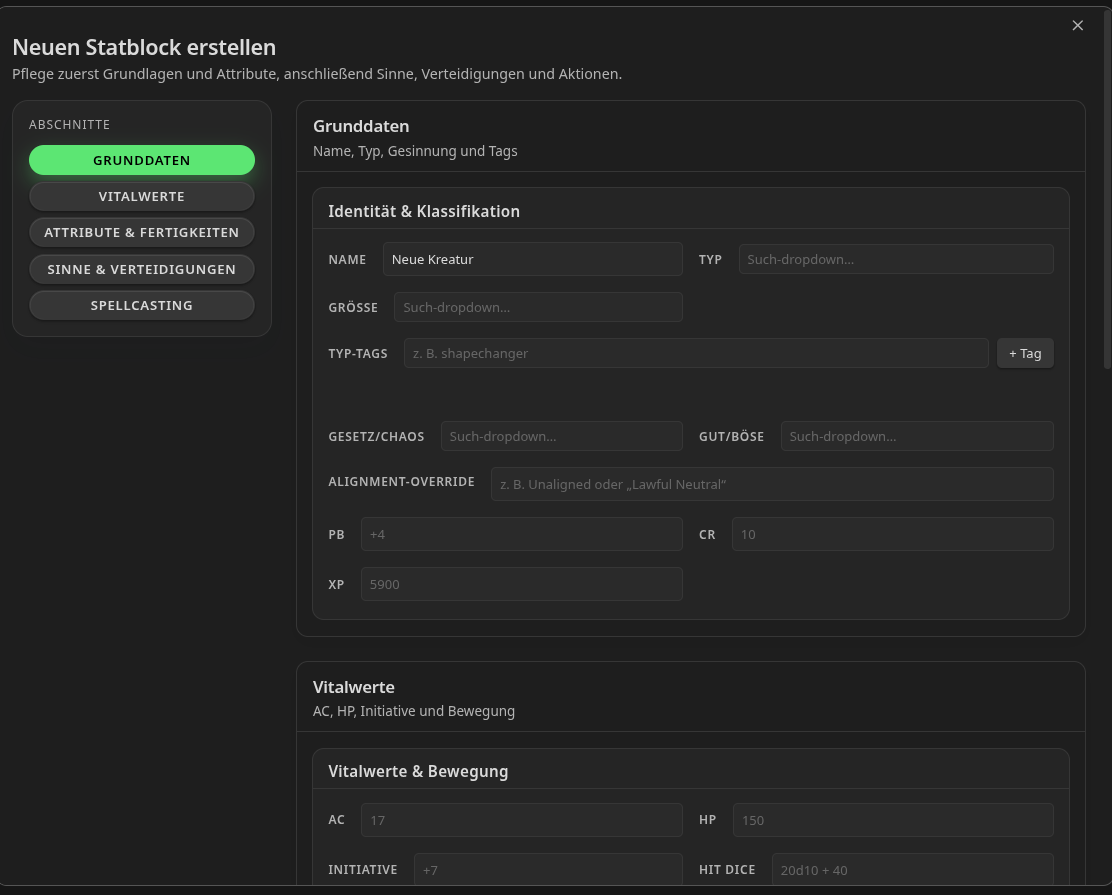 Neuen Statblock erstellen
Pflege zuerst Grundlagen und Attribute, anschließend Sinne, Verteidigungen und Aktionen.
ABSCHNITTE
GRUNDDATEN
VITALWERTE
ATTRIBUTE & FERTIGKEITEN
SINNE & VERTEIDIGUNGEN
SPELLCASTING
Grunddaten
Name, Typ, Gesinnung und Tags
Identität & Klassifikation
NAME Neue Kreatur TYP Such-dropdown...
GRÖSSE Such-dropdown...
TYP-TAGS z. B. shapechanger + Tag
GESETZ/CHAOS Such-dropdown... GUT/BÖSE Such-dropdown...
ALIGNMENT-OVERRIDE z. B. Unaligned oder „Lawful Neutral“
PB +4 CR 10
XP 5900
Vitalwerte
AC, HP, Initiative und Bewegung
Vitalwerte & Bewegung
AC 17 HP 150
INITIATIVE +7 HIT DICE 20d10 + 40